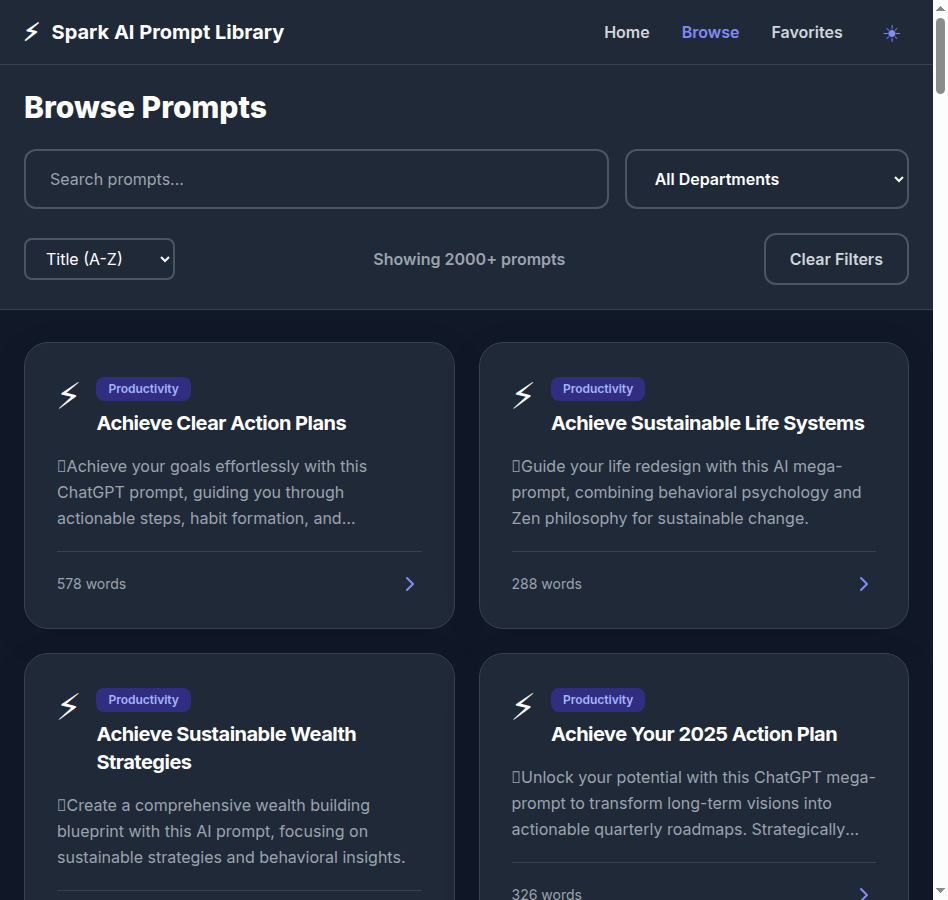 ⚡ Spark AI Prompt Library
Home Browse Favorites
Browse Prompts
Search prompts...
All Departments
Title (A-Z)
Showing 2000+ prompts
Clear Filters
Productivity
Achieve Clear Action Plans
Achieve your goals effortlessly with this
ChatGPT prompt, guiding you through
actionable steps, habit formation, and...
578 words
Productivity
Achieve Sustainable Life Systems
Guide your life redesign with this AI mega-
prompt, combining behavioral psychology and
Zen philosophy for sustainable change.
288 words
Productivity
Achieve Sustainable Wealth
Strategies
Create a comprehensive wealth building
blueprint with this AI prompt, focusing on
sustainable strategies and behavioral insights.
Productivity
Achieve Your 2025 Action Plan
Unlock your potential with this ChatGPT mega-
prompt to transform long-term visions into
actionable quarterly roadmaps. Strategically...
326 words